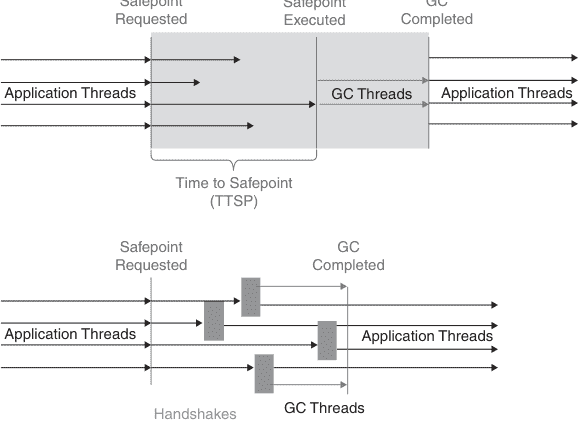 Safepoint
Requested
Safepoint
Executed
GC
Completed
Application Threads
GC Threads
Application Threads
Time to Safepoint
(TTSP)
Safepoint
Requested
GC
Completed
Application Threads
Application Threads
Handshakes
GC Threads